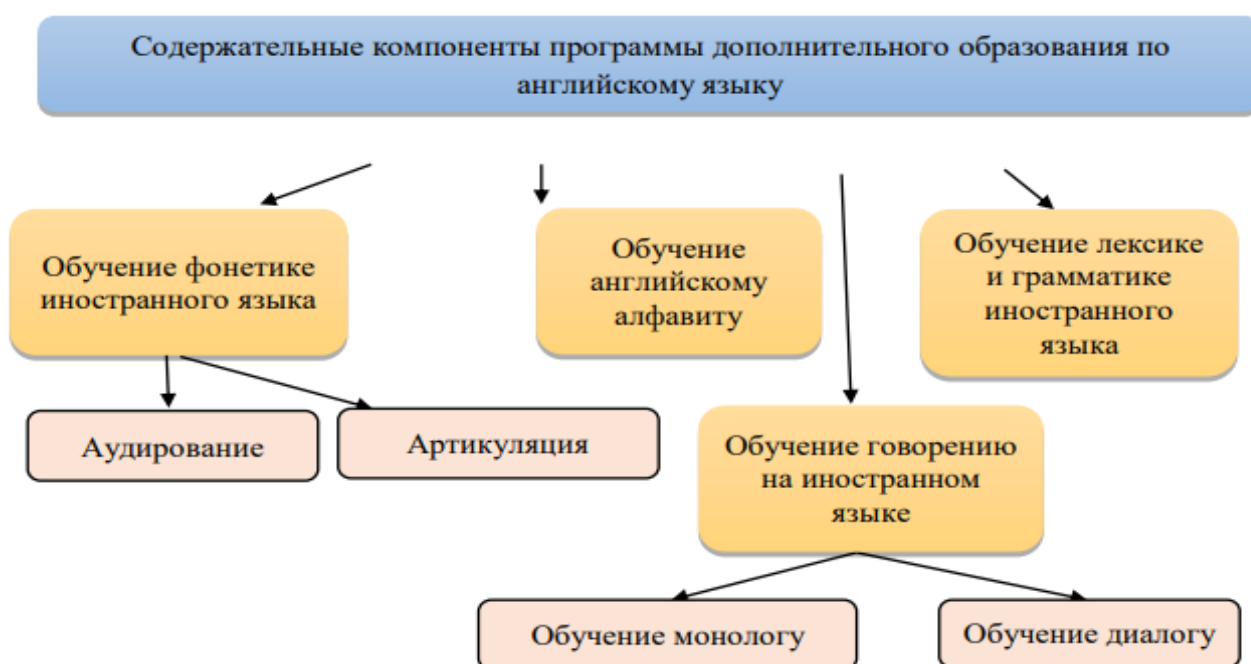 Содержательные компоненты программы дополнительного образования по
английскому языку
Обучение фонетике
иностранного языка
Обучение
английскому
алфавиту
Обучение лексике
и грамматике
иностранного
языка
Аудирование
Артикуляция
Обучение говорению
на иностранном
языке
Обучение монологу
Обучение диалогу